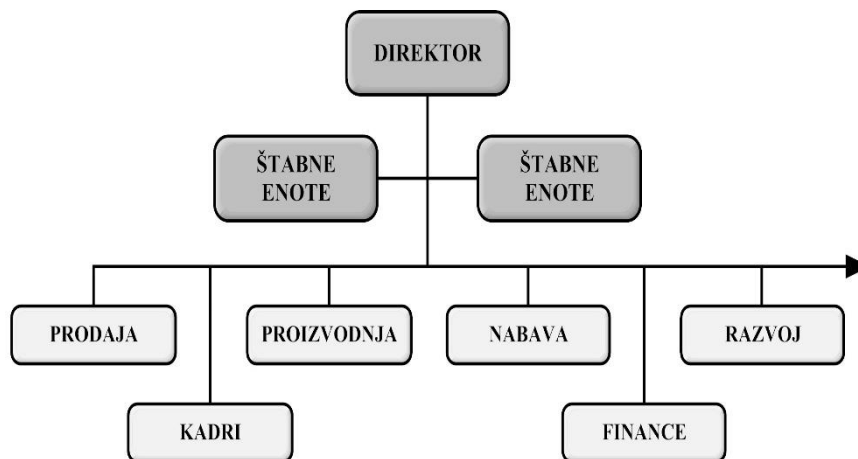 DIREKTOR
ŠTABNE
ENOTE
ŠTABNE
ENOTE
PRODAJA
PROIZVODNJA
NABAVA
RAZVOJ
KADRI
FINANCE